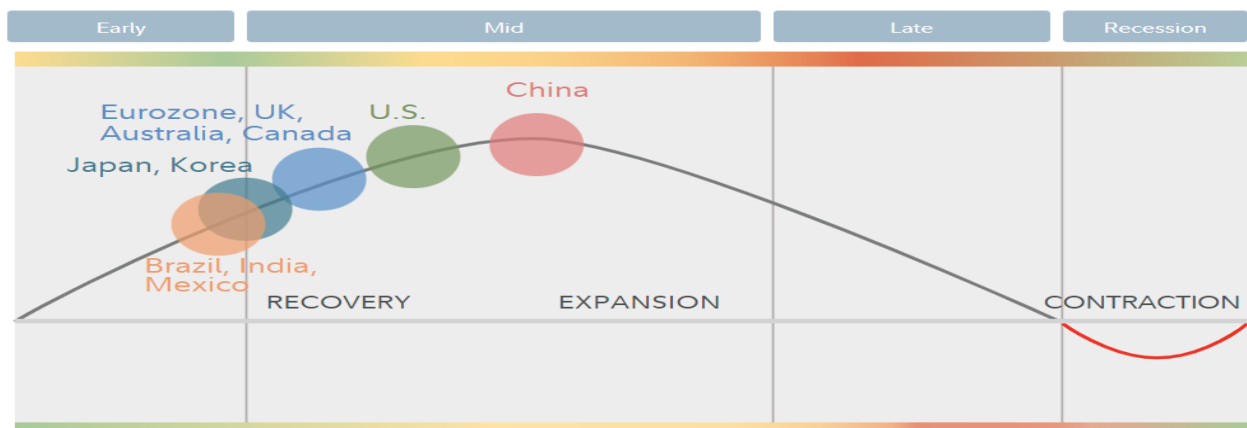 Early
Mid
Late
Recession
China
Eurozone, UK,
Australia, Canada
U.S.
Japan, Korea
Brazil, India,
Mexico
RECOVERY
EXPANSION
CONTRACTION